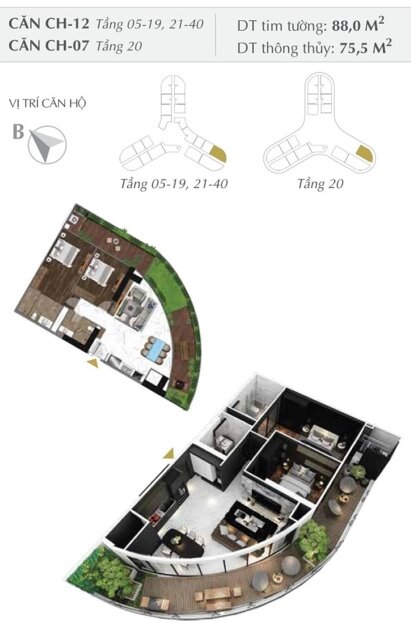 CĂN CH-12 Tầng 05-19, 21-40
CĂN CH-07 Tầng 20
DT tim tường: 88,0 M²
DT thông thủy: 75,5 M²
VỊ TRÍ CĂN HỘ
B
Tầng 05-19, 21-40
Tầng 20